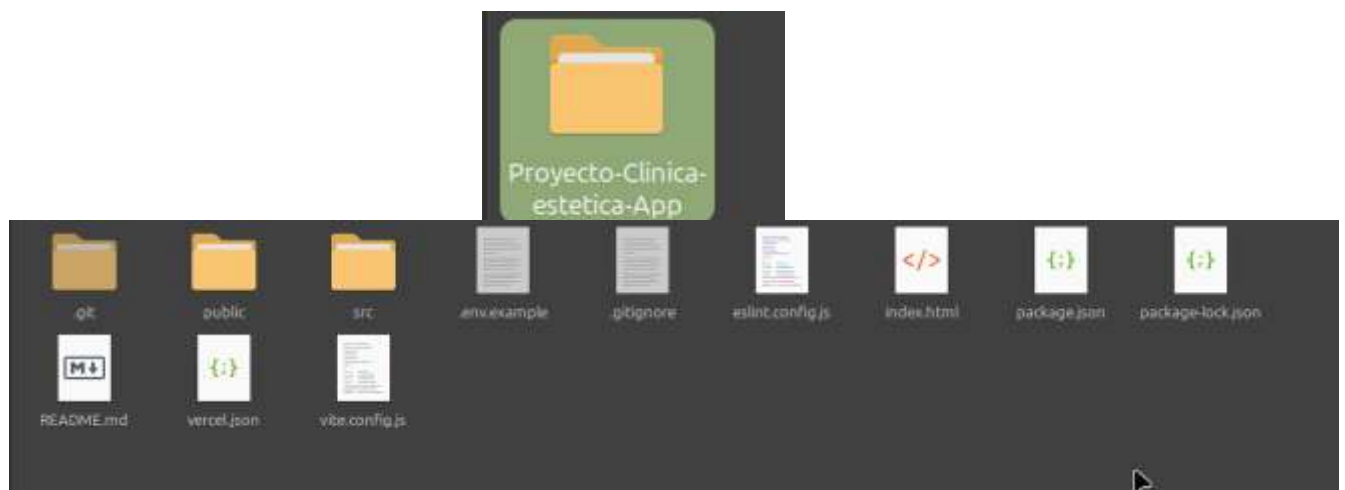 Proyecto-Clinica-
estetica-App
.git
public
src
.env.example
.gitignore
eslint.config.js
</>
index.html
{;}
package.json
{;}
package-lock.json
M
README.md
{;}
vercel.json
vite.config.js